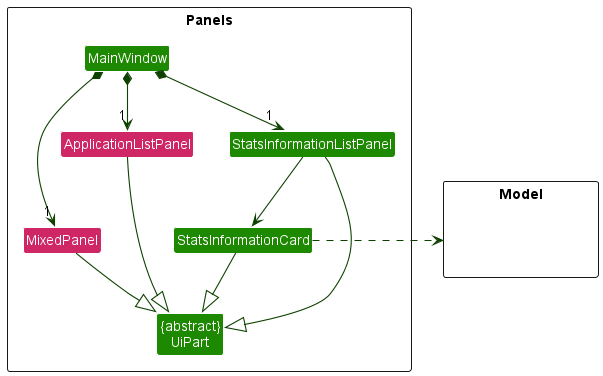 Panels
MainWindow
1
1
ApplicationListPanel
StatsInformationListPanel
Model
1
MixedPanel
StatsInformationCard
{abstract}
UiPart